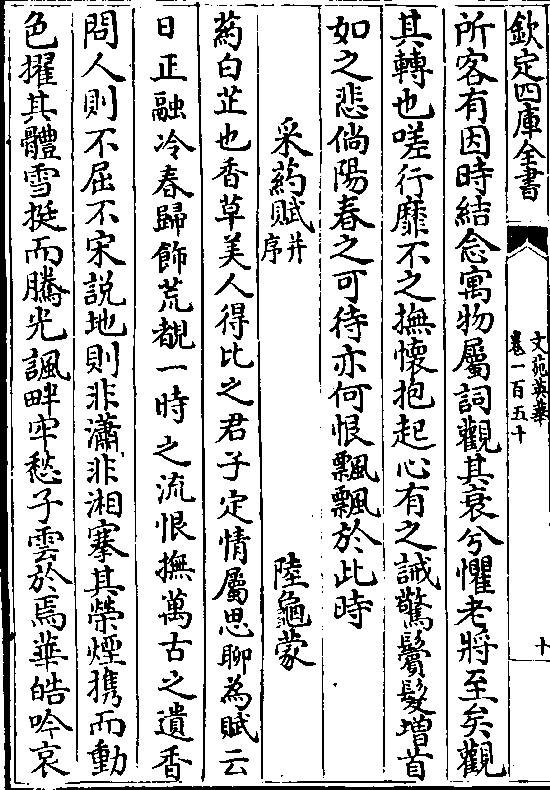 欽定四庫全書
文苑英華
卷一百五十
十
所客有因時結念寓物屬詞觀其衰兮懼老將至矣觀
其轉也嗟行靡不之撫懷抱起心有之誡驚鬢髮增首
如之悲倘陽春之可待亦何恨飄飄於此時
采葯賦并序
陸龜蒙
葯白芷也香草美人得比之君子定情屬思聊為賦云
日正融冷春歸飾荒覩一時之流恨撫萬古之遺香
問人則不屈不宋說地則非瀟非湘搴其榮煙携而動
色擢其體雪挺而騰光諷畔牢愁子雲於焉華皓吟哀